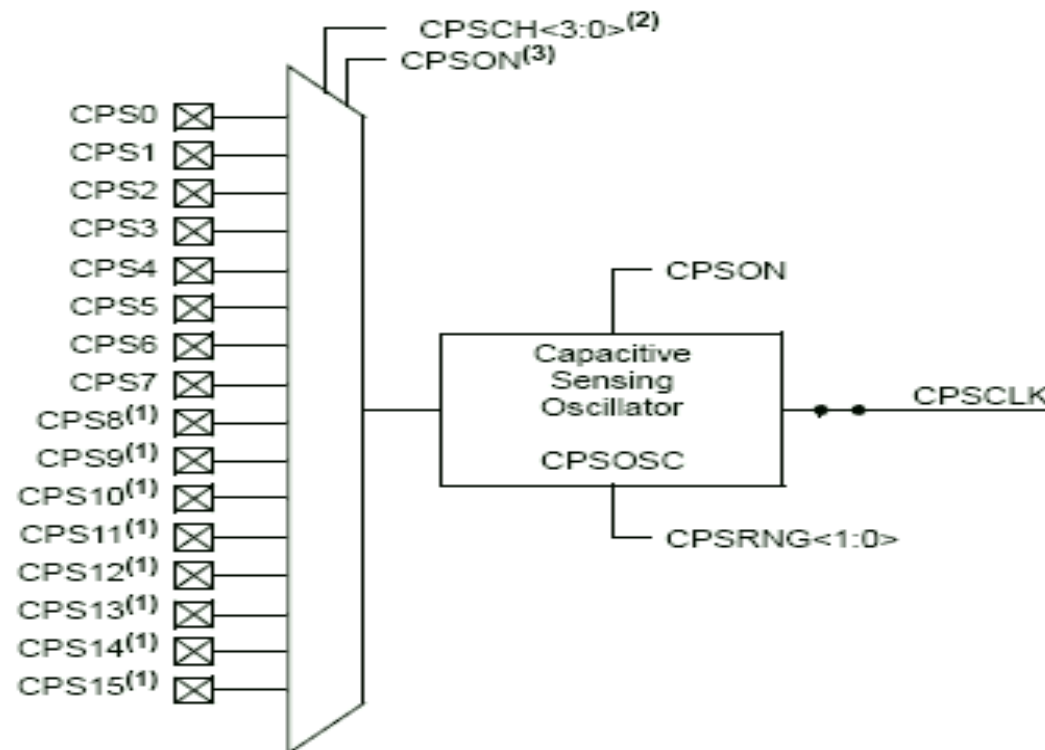 CPSCH<3:0>(2)
CPSON(3)
CPS0
CPS1
CPS2
CPS3
CPS4
CPS5
CPS6
CPS7
CPS8(1)
CPS9(1)
CPS10(1)
CPS11(1)
CPS12(1)
CPS13(1)
CPS14(1)
CPS15(1)
CPSON
Capacitive
Sensing
Oscillator
CPSOSC
CPSCLK
CPSRNG<1:0>